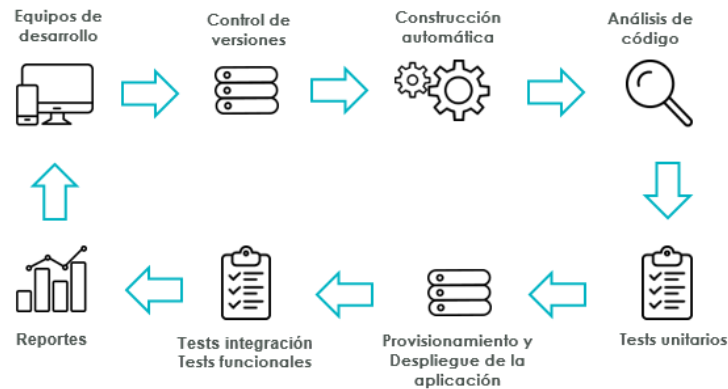 Equipos de
desarrollo
Control de
versiones
Construcción
automática
Análisis de
código
Reportes
Tests integración
Tests funcionales
Provisionamiento y
Despliegue de la
aplicación
Tests unitarios